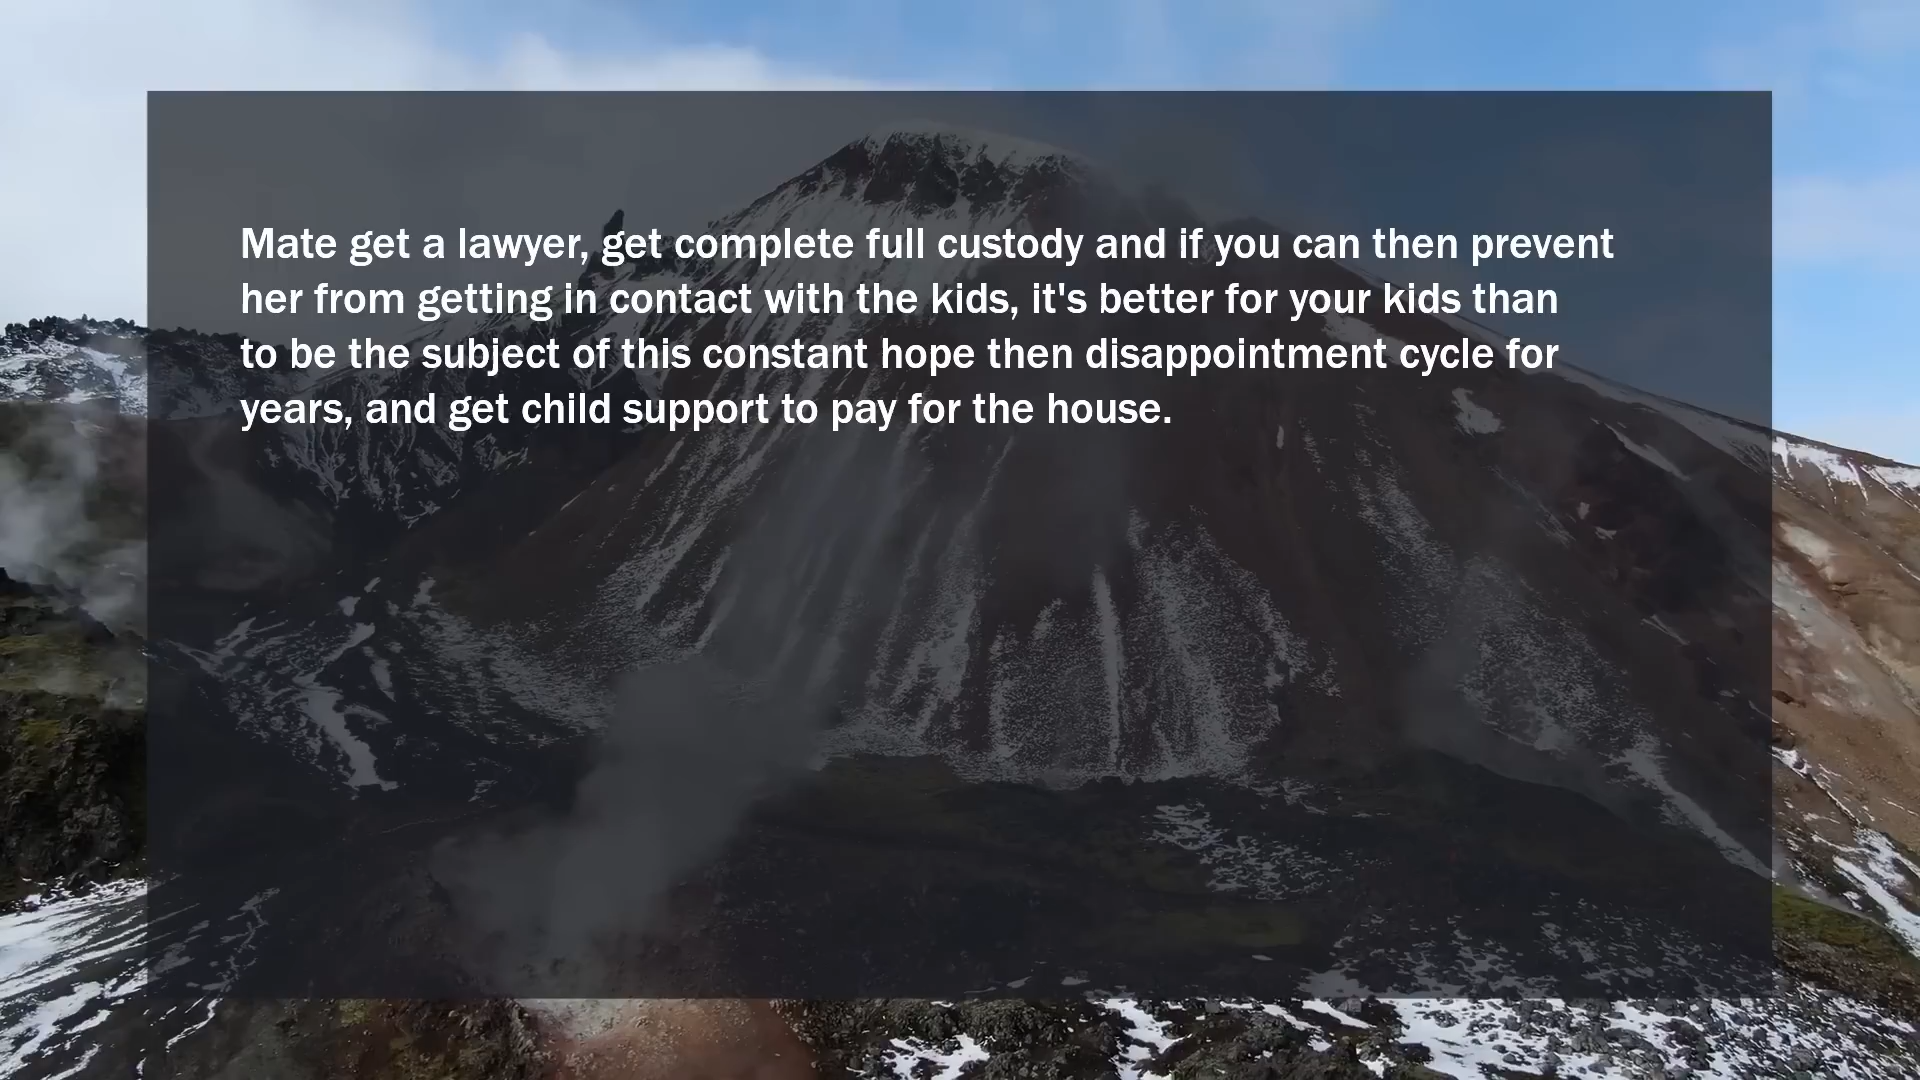 Mate get a lawyer, get complete full custody and if you can then prevent
her from getting in contact with the kids, it's better for your kids than
to be the subject of this constant hope then disappointment cycle for
years, and get child support to pay for the house.